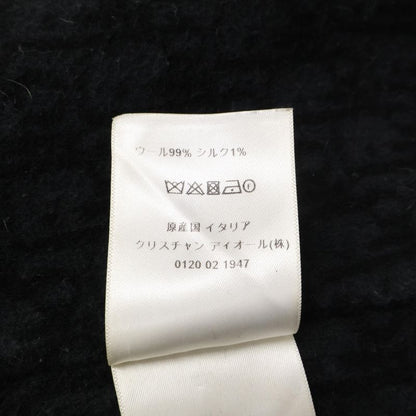 ウール99% シルク1%
原産国 イタリア
クリスチャン ディオール(株)
0120 02 1947